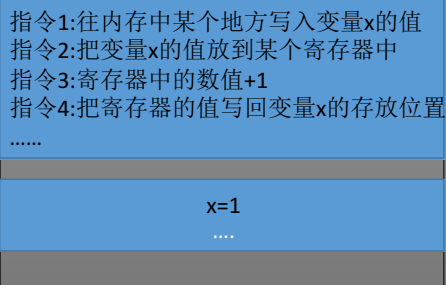 指令1:往内存中某个地方写入变量x的值
指令2:把变量x的值放到某个寄存器中
指令3:寄存器中的数值+1
指令4:把寄存器的值写回变量x的存放位置
……
x=1
….